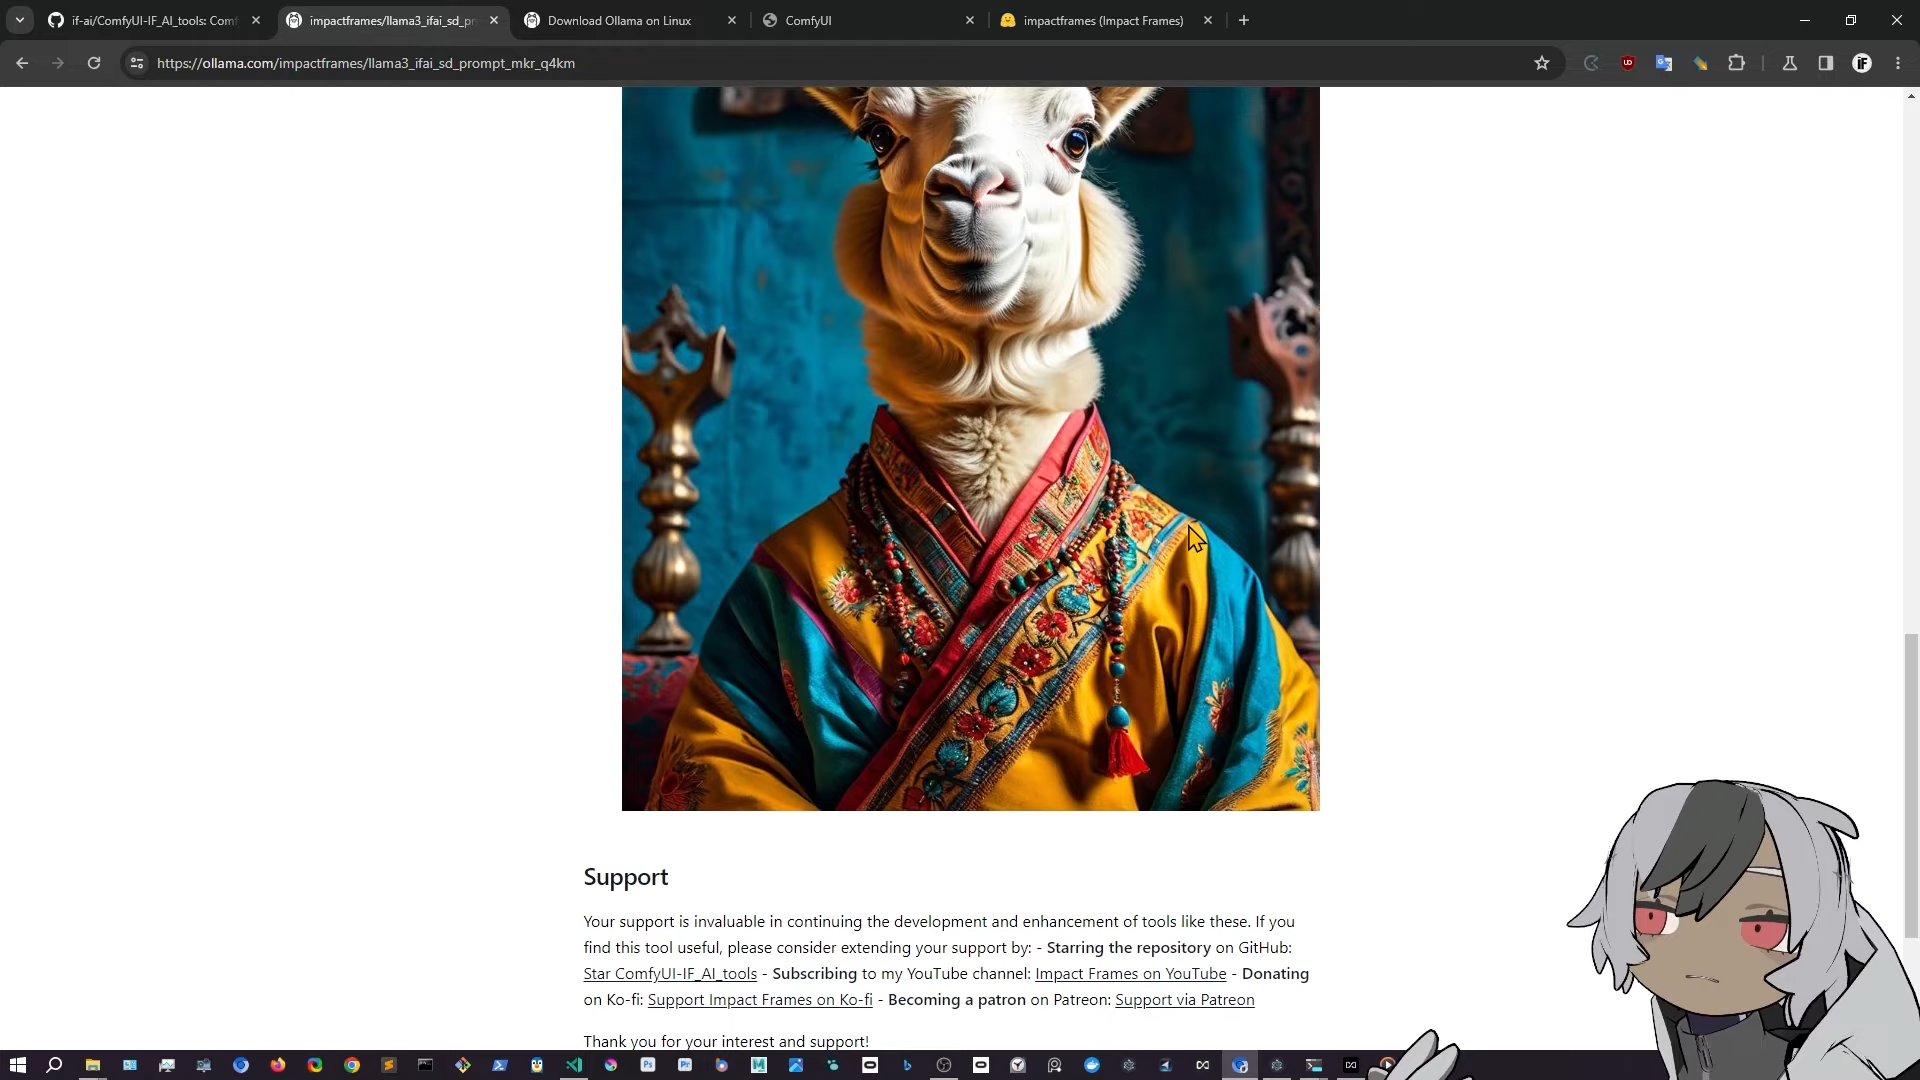 if-ai/ComfyUI-IF_AI_tools: Comf
impactframes/llama3_ifai_sd_pr
Download Ollama on Linux
ComfyUI
impactframes (Impact Frames)
https://ollama.com/impactframes/llama3_ifai_sd_prompt_mkr_q4km
Support
Your support is invaluable in continuing the development and enhancement of tools like these. If you
find this tool useful, please consider extending your support by: - Starring the repository on GitHub:
Star ComfyUI-IF_AI_tools - Subscribing to my YouTube channel: Impact Frames on YouTube - Donating
on Ko-fi: Support Impact Frames on Ko-fi - Becoming a patron on Patreon: Support via Patreon
Thank you for your interest and support!